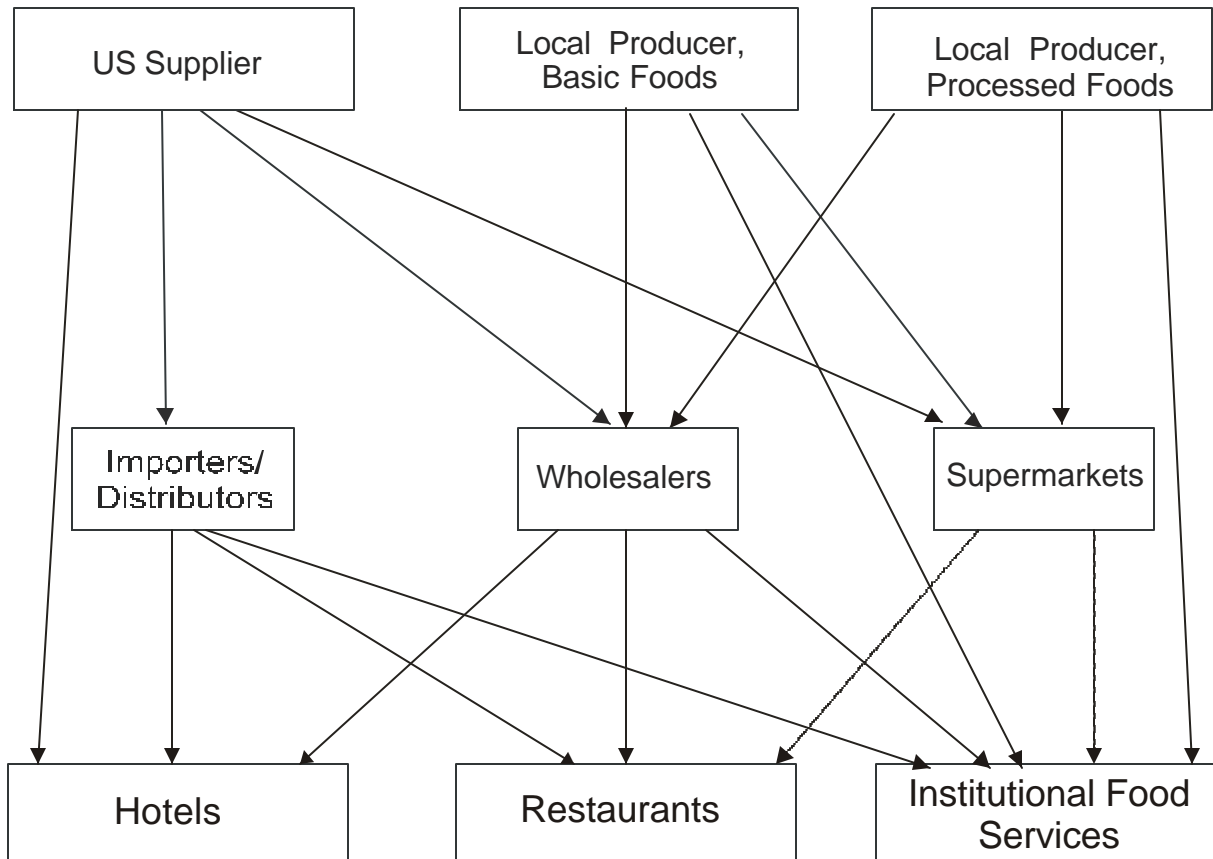 US Supplier
Local Producer,
Basic Foods
Local Producer,
Processed Foods
Importers/
Distributors
Wholesalers
Supermarkets
Hotels
Restaurants
Institutional Food
Services